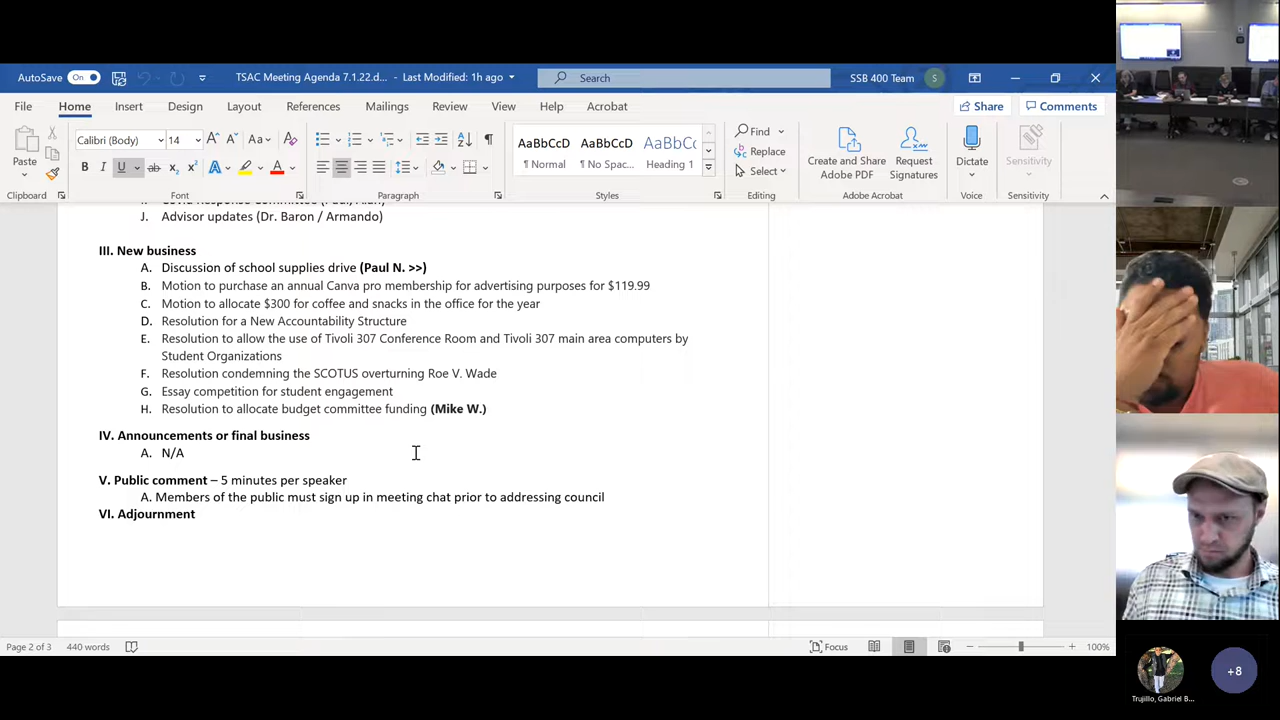 AutoSave On TSAC Meeting Agenda 7.1.22.d... - Last Modified: 1h ago Search SSB 400 Team S
File Home Insert Design Layout References Mailings Review View Help Acrobat Share Comments
Paste Calibri (Body) 14 Aa AaBbCcD AaBbCcD AaBbCc Find Replace Select
B I U ab x₂ x² A A ¶ Normal ¶ No Spac... Heading 1 Create and Share Adobe PDF Request Signatures Dictate Sensitivity
Clipboard Font Paragraph Styles Editing Adobe Acrobat Voice Sensitivity
J. Advisor updates (Dr. Baron / Armando)
III. New business
A. Discussion of school supplies drive (Paul N. >>)
B. Motion to purchase an annual Canva pro membership for advertising purposes for $119.99
C. Motion to allocate $300 for coffee and snacks in the office for the year
D. Resolution for a New Accountability Structure
E. Resolution to allow the use of Tivoli 307 Conference Room and Tivoli 307 main area computers by
Student Organizations
F. Resolution condemning the SCOTUS overturning Roe V. Wade
G. Essay competition for student engagement
H. Resolution to allocate budget committee funding (Mike W.)
IV. Announcements or final business
A. N/A
V. Public comment – 5 minutes per speaker
A. Members of the public must sign up in meeting chat prior to addressing council
VI. Adjournment
Page 2 of 3 440 words Focus 100%
Trujillo, Gabriel B... +8